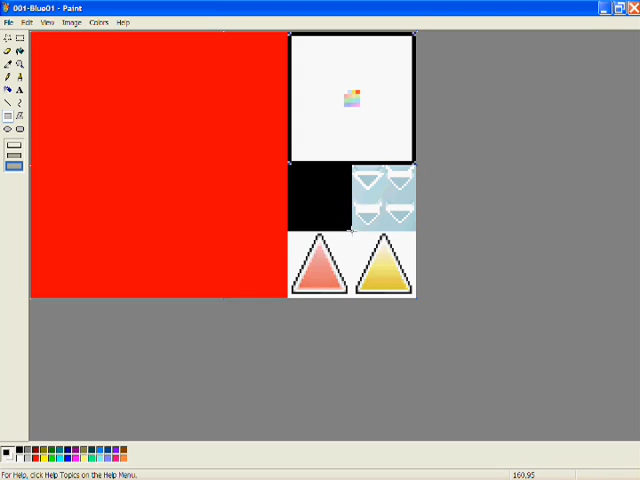 001-Blue01 - Paint
File Edit View Image Colors Help
A
For Help, click Help Topics on the Help Menu.
160,95